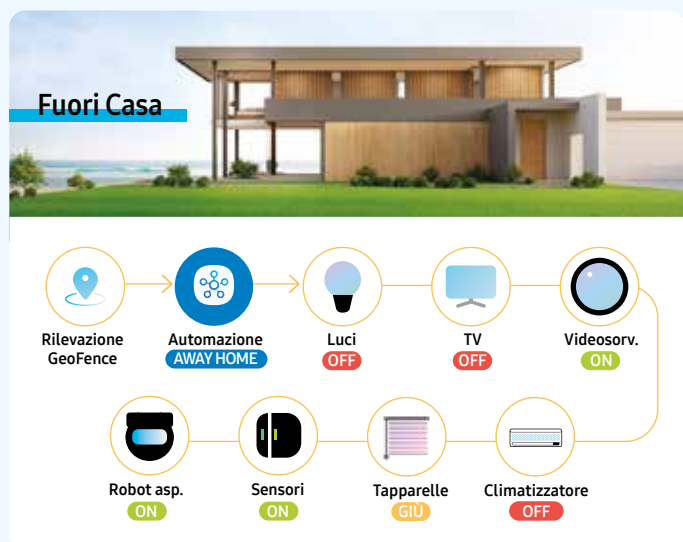 Fuori Casa
Rilevazione
GeoFence
Automazione
AWAY HOME
Luci
OFF
TV
OFF
Videosorv.
ON
Robot asp.
ON
Sensori
ON
Tapparelle
GIÙ
Climatizzatore
OFF